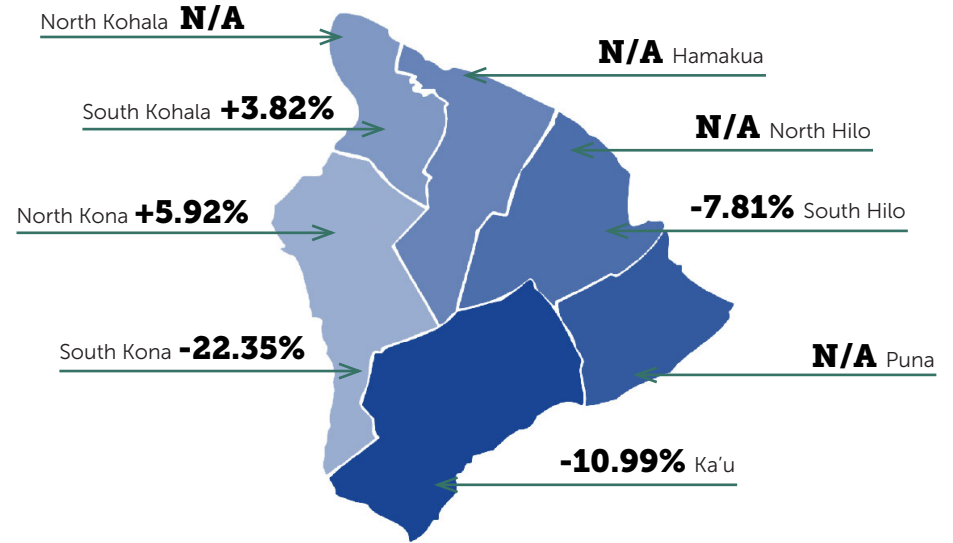 North Kohala N/A
N/A Hamakua
South Kohala +3.82%
N/A North Hilo
North Kona +5.92%
-7.81% South Hilo
South Kona -22.35%
N/A Puna
-10.99% Ka’u